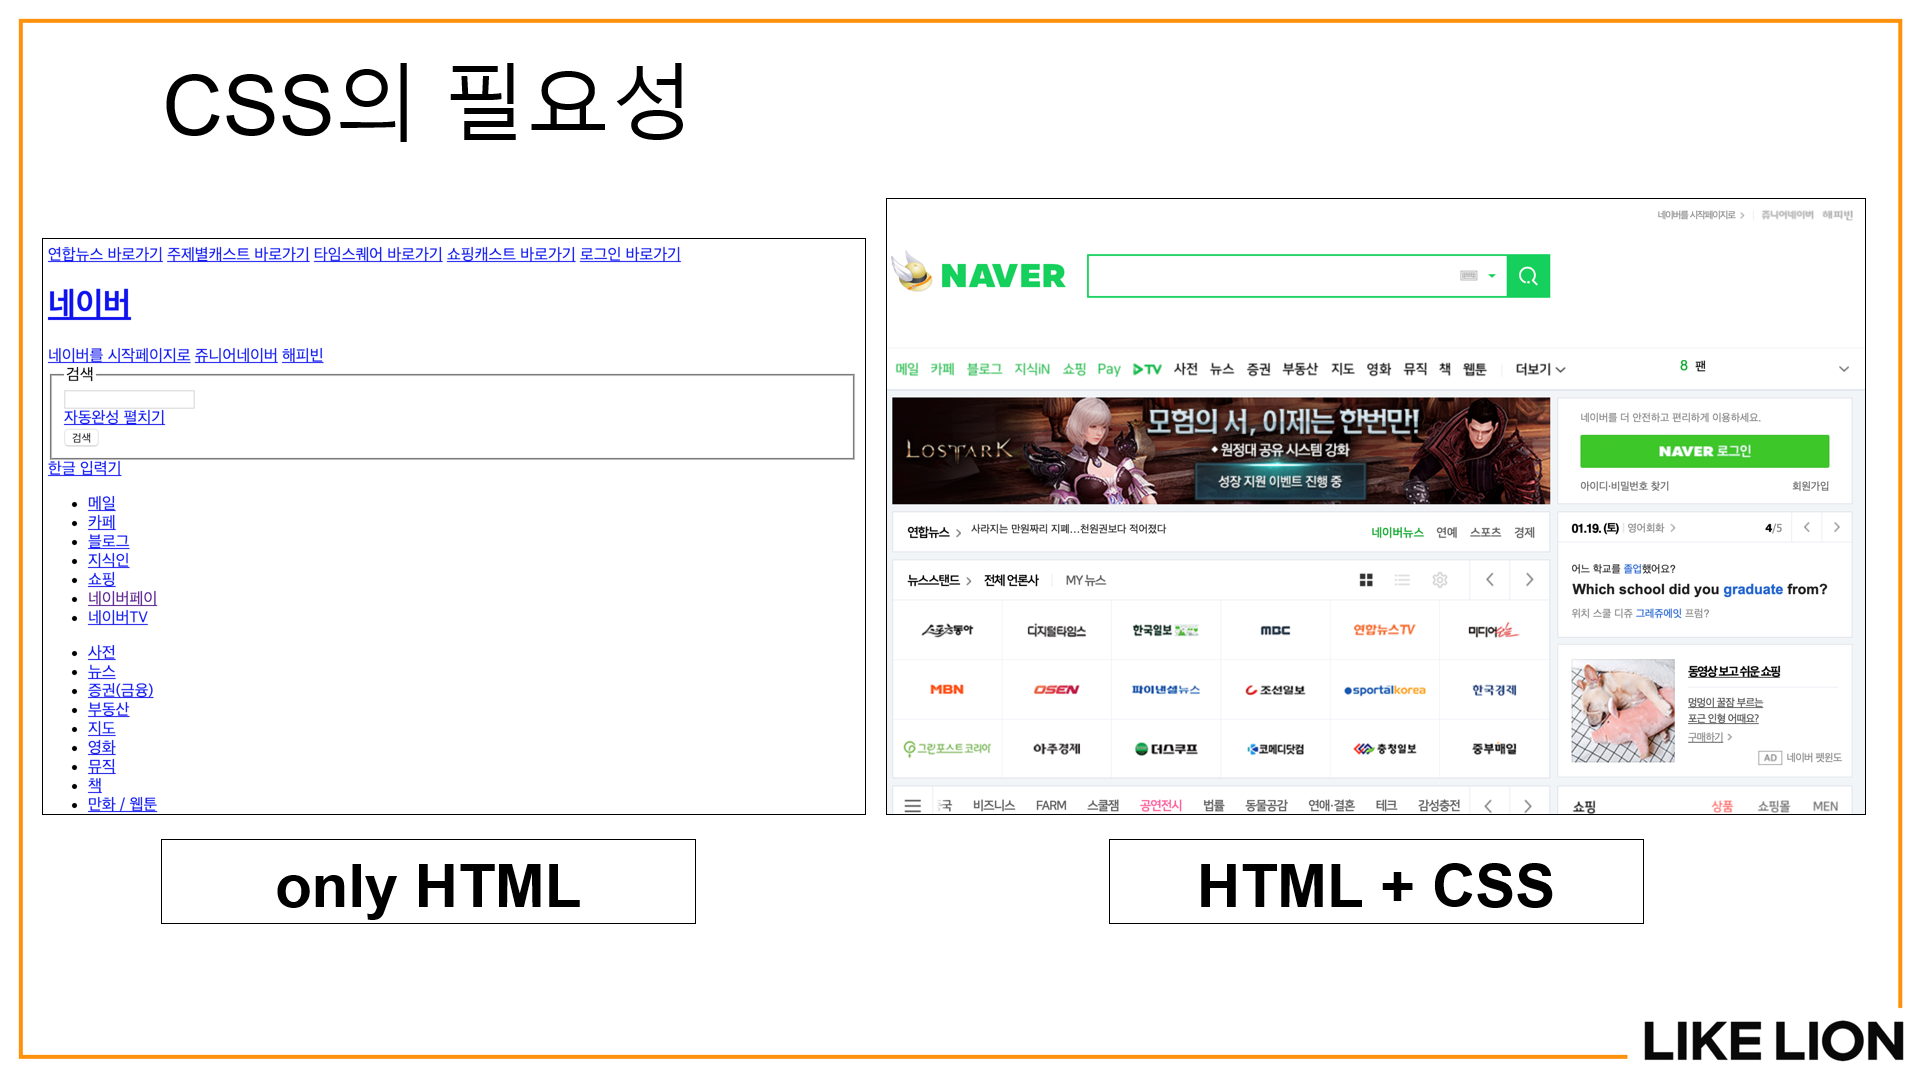 CSS의 필요성
연합뉴스 바로가기 주제별캐스트 바로가기 타임스퀘어 바로가기 쇼핑캐스트 바로가기 로그인 바로가기
네이버
네이버를 시작페이지로 쥬니어네이버 해피빈
검색
자동완성 펼치기
검색
한글 입력기
메일
카페
블로그
지식인
쇼핑
네이버페이
네이버TV
사전
뉴스
증권(금융)
부동산
지도
영화
뮤직
책
만화 / 웹툰
only HTML
네이버를 시작페이지로 쥬니어네이버 해피빈
NAVER
메일 카페 블로그 지식iN 쇼핑 Pay TV 사전 뉴스 증권 부동산 지도 영화 뮤직 책 웹툰 더보기 8 팬
LOST ARK
모험의 서, 이제는 한번만!
원정대 공유 시스템 강화
성장 지원 이벤트 진행 중
네이버를 더 안전하고 편리하게 이용하세요.
NAVER 로그인
아이디·비밀번호 찾기 회원가입
연합뉴스 사라지는 만원짜리 지폐...천원권보다 적어졌다 네이버뉴스 연예 스포츠 경제
01.19.(토) 영어회화 4/5
어느 학교를 졸업했어요?
Which school did you graduate from?
위치 스쿨 디쥬 그레쥬에잇 프럼?
뉴스스탠드 전체 언론사 MY 뉴스
스포츠동아 디지털타임스 한국일보 MBC 연합뉴스TV 미디어오늘
MBN OSEN 파이낸셜뉴스 조선일보 sportalkorea 한국경제
그린포스트코리아 아주경제 더스쿠프 코메디닷컴 충청일보 중부매일
동영상 보고 쉬운 쇼핑
멍멍이 꿀잠 부르는
포근 인형 어때요?
구매하기
AD 네이버 펫윈도
국 비즈니스 FARM 스쿨잼 공연전시 법률 동물공감 연애·결혼 테크 감성충전
쇼핑 상품 쇼핑몰 MEN
HTML + CSS
LIKE LION